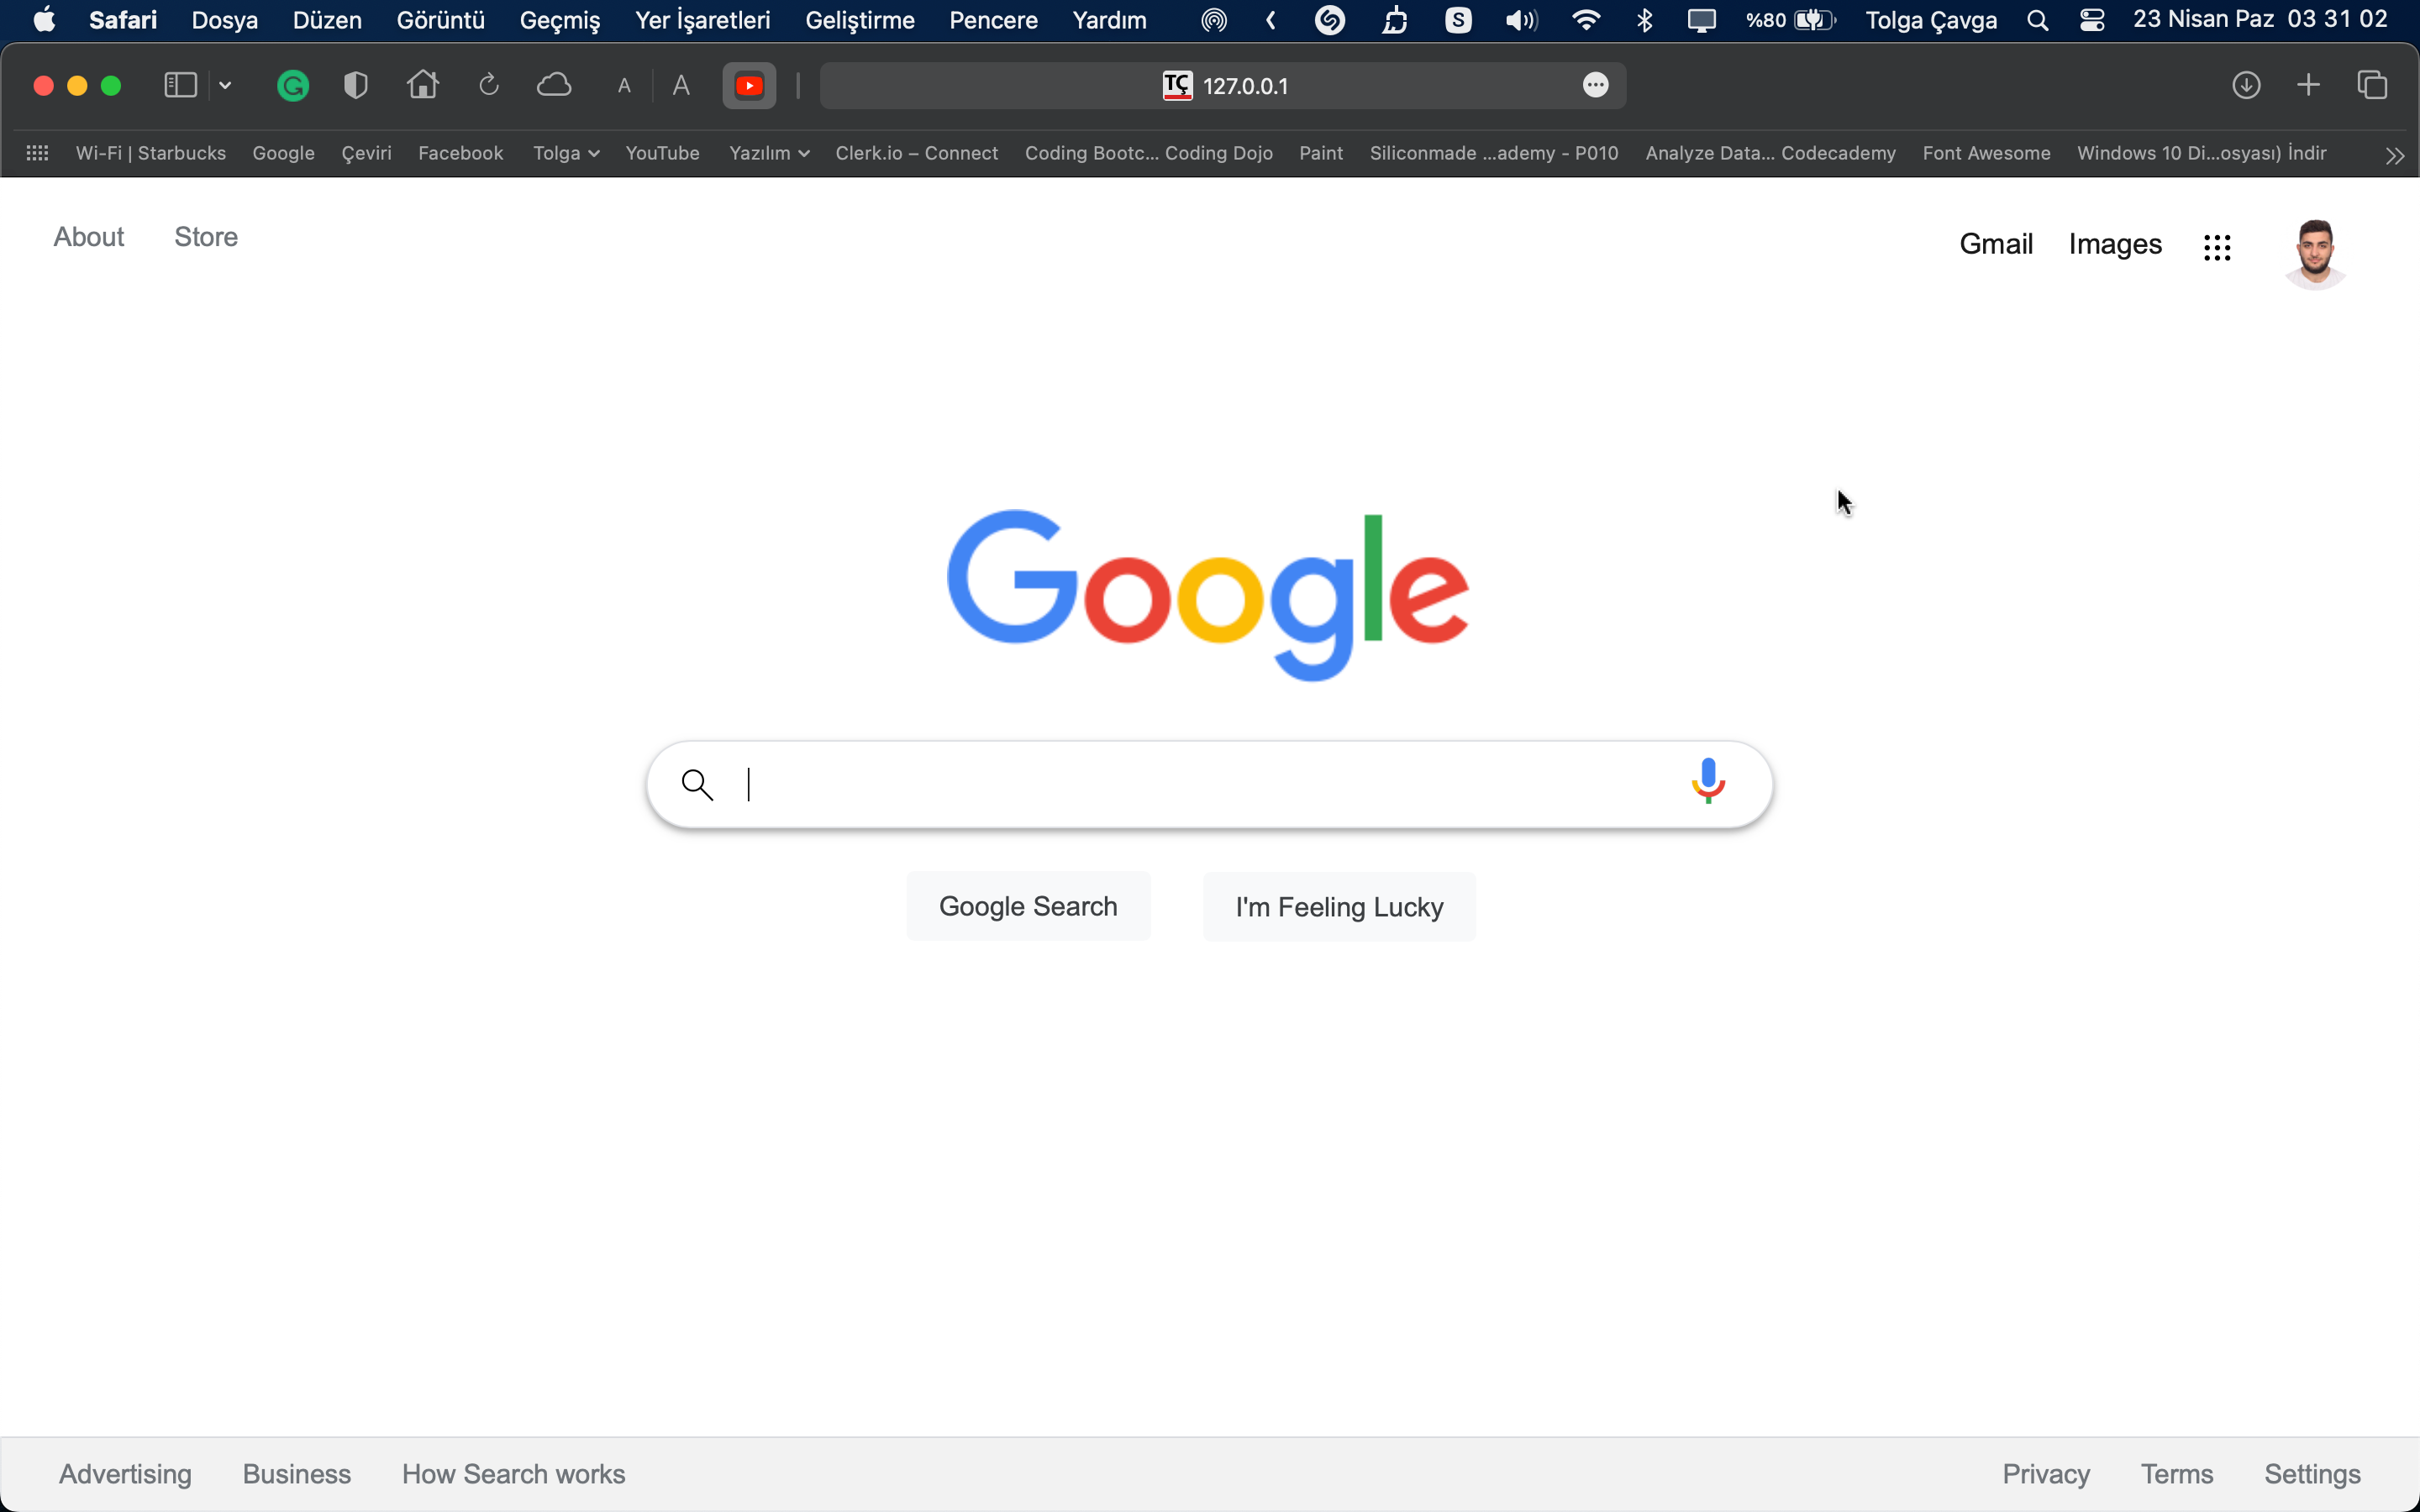 Safari Dosya Düzen Görüntü Geçmiş Yer İşaretleri Geliştirme Pencere Yardım %80 Tolga Çavga 23 Nisan Paz 03 31 02
A A TÇ 127.0.0.1
Wi-Fi | Starbucks Google Çeviri Facebook Tolga YouTube Yazılım Clerk.io – Connect Coding Bootc... Coding Dojo Paint Siliconmade ...ademy - P010 Analyze Data... Codecademy Font Awesome Windows 10 Di...osyası) İndir
About Store Gmail Images
Google
Google Search I'm Feeling Lucky
Advertising Business How Search works Privacy Terms Settings